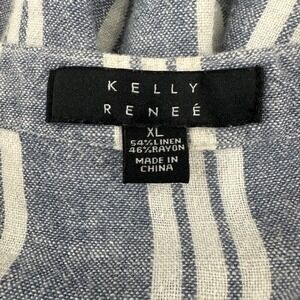 KELLY
RENEÉ
XL
54%LINEN
46%RAYON
MADE IN
CHINA